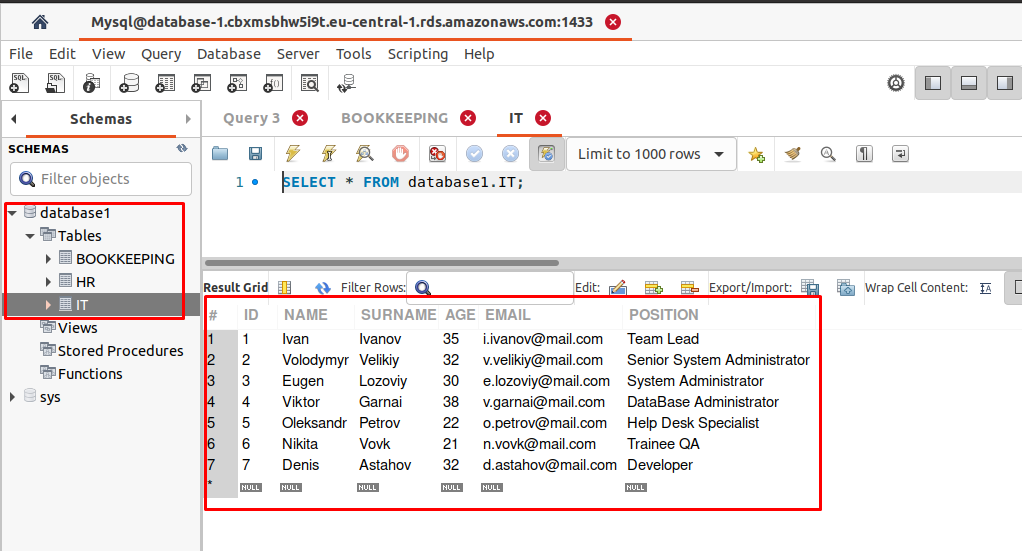 Mysql@database-1.cbxmsbhw5i9t.eu-central-1.rds.amazonaws.com:1433
File Edit View Query Database Server Tools Scripting Help
Schemas
SCHEMAS
Filter objects
database1
Tables
BOOKKEEPING
HR
IT
Views
Stored Procedures
Functions
sys
Query 3 BOOKKEEPING IT
Limit to 1000 rows
1 SELECT * FROM database1.IT;
Result Grid Filter Rows: Edit: Export/Import: Wrap Cell Content:
# ID NAME SURNAME AGE EMAIL POSITION
1 1 Ivan Ivanov 35 i.ivanov@mail.com Team Lead
2 2 Volodymyr Velikiy 32 v.velikiy@mail.com Senior System Administrator
3 3 Eugen Lozoviy 30 e.lozoviy@mail.com System Administrator
4 4 Viktor Garnai 38 v.garnai@mail.com DataBase Administrator
5 5 Oleksandr Petrov 22 o.petrov@mail.com Help Desk Specialist
6 6 Nikita Vovk 21 n.vovk@mail.com Trainee QA
7 7 Denis Astahov 32 d.astahov@mail.com Developer
* NULL NULL NULL NULL NULL NULL